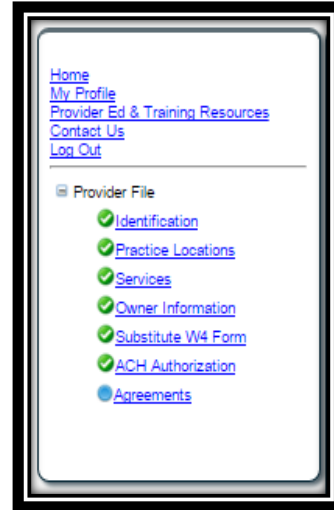 Home
My Profile
Provider Ed & Training Resources
Contact Us
Log Out
Provider File
Identification
Practice Locations
Services
Owner Information
Substitute W4 Form
ACH Authorization
Agreements